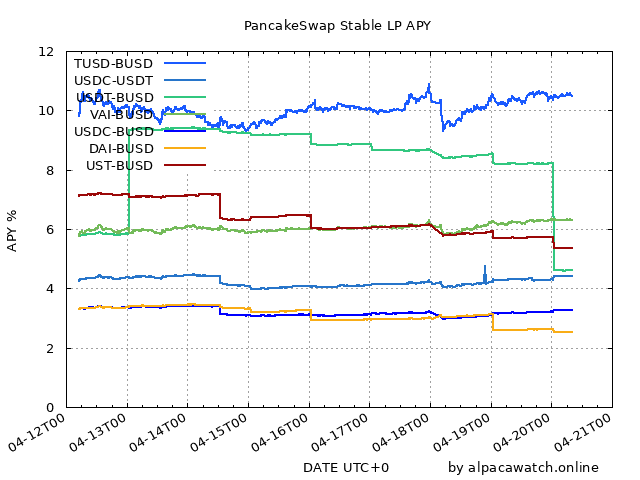 PancakeSwap Stable LP APY
12
10
8
6
4
2
0
APY %
TUSD-BUSD
USDC-USDT
USDT-BUSD
VAI-BUSD
USDC-BUSD
DAI-BUSD
UST-BUSD
04-12T00
04-13T00
04-14T00
04-15T00
04-16T00
04-17T00
04-18T00
04-19T00
04-20T00
04-21T00
DATE UTC+0
by alpacawatch.online